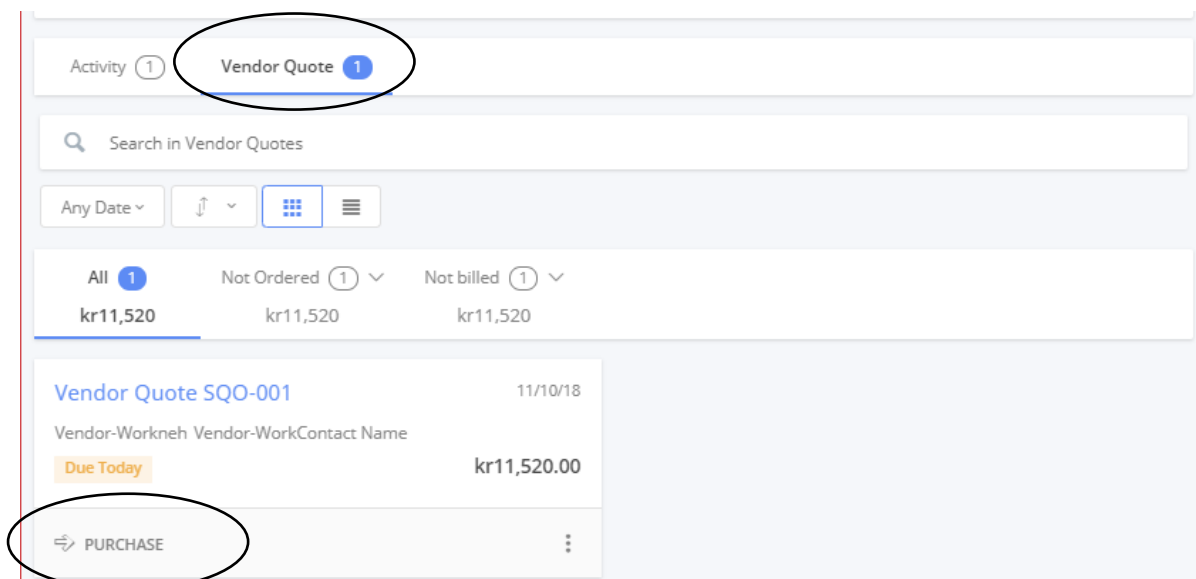 Activity 1 Vendor Quote 1
Search in Vendor Quotes
Any Date
All 1 Not Ordered 1 Not billed 1
kr11,520 kr11,520 kr11,520
Vendor Quote SQO-001 11/10/18
Vendor-Workneh Vendor-WorkContact Name
Due Today kr11,520.00
PURCHASE